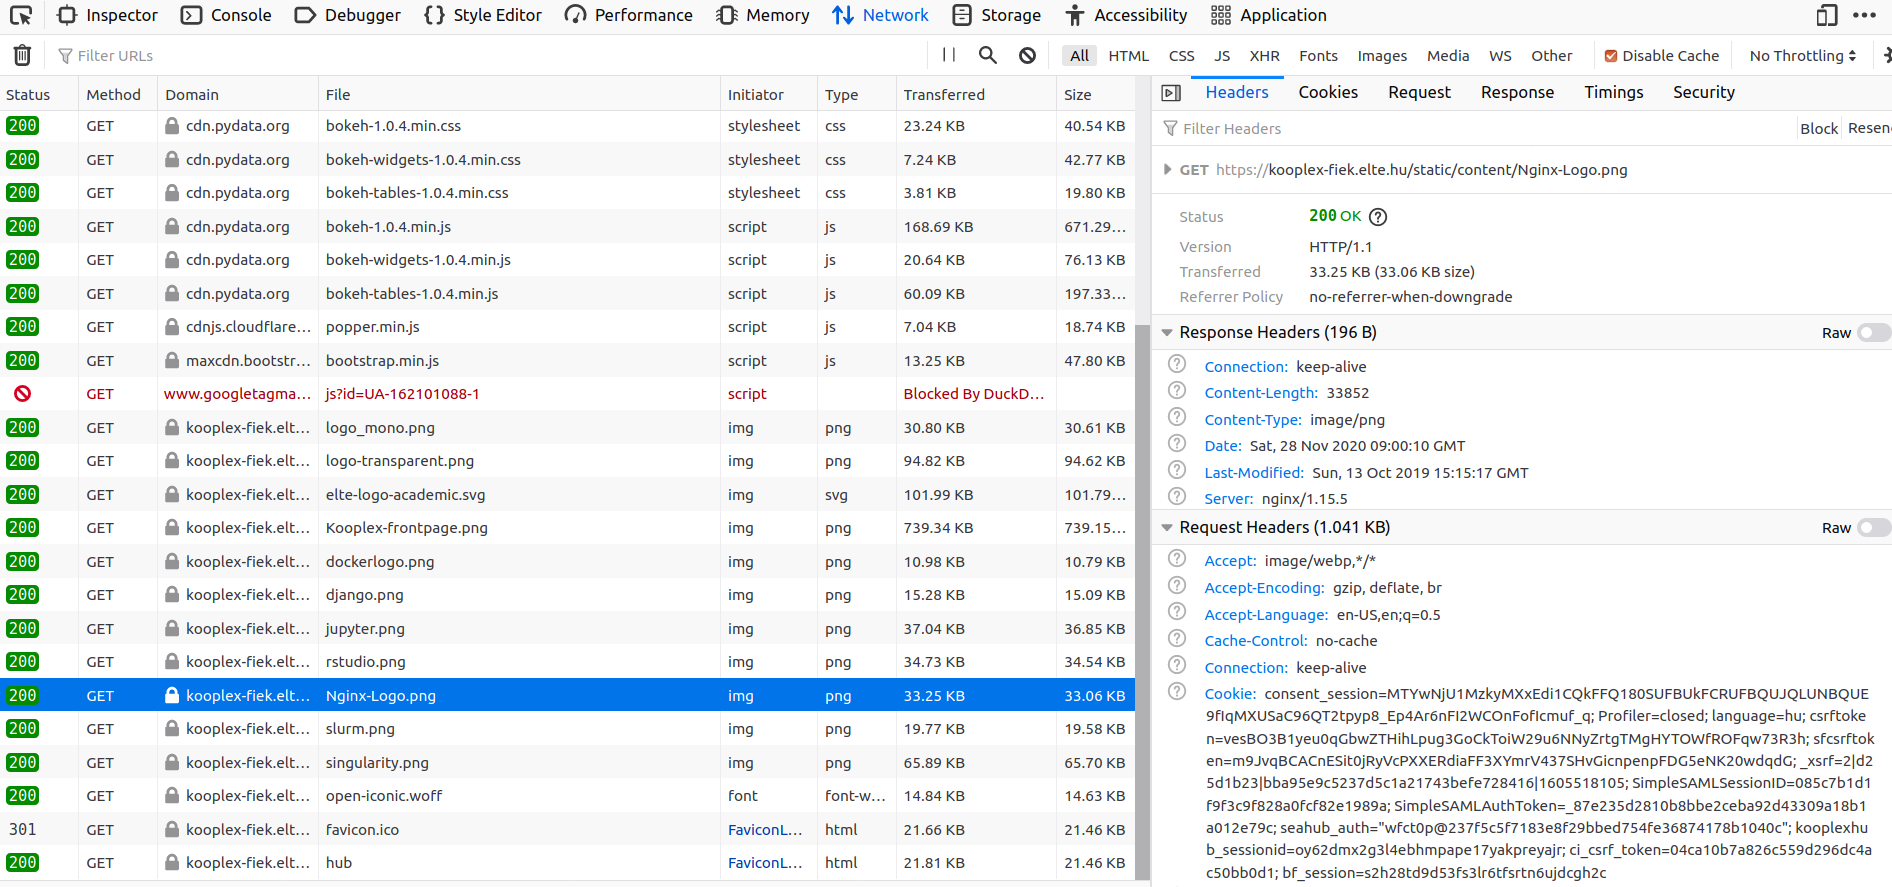 Inspector Console Debugger Style Editor Performance Memory Network Storage Accessibility Application
Filter URLs All HTML CSS JS XHR Fonts Images Media WS Other Disable Cache No Throttling
Status Method Domain File Initiator Type Transferred Size
200 GET cdn.pydata.org bokeh-1.0.4.min.css stylesheet css 23.24 KB 40.54 KB
200 GET cdn.pydata.org bokeh-widgets-1.0.4.min.css stylesheet css 7.24 KB 42.77 KB
200 GET cdn.pydata.org bokeh-tables-1.0.4.min.css stylesheet css 3.81 KB 19.80 KB
200 GET cdn.pydata.org bokeh-1.0.4.min.js script js 168.69 KB 671.29…
200 GET cdn.pydata.org bokeh-widgets-1.0.4.min.js script js 20.64 KB 76.13 KB
200 GET cdn.pydata.org bokeh-tables-1.0.4.min.js script js 60.09 KB 197.33…
200 GET cdnjs.cloudflare… popper.min.js script js 7.04 KB 18.74 KB
200 GET maxcdn.bootstr… bootstrap.min.js script js 13.25 KB 47.80 KB
GET www.googletagma… js?id=UA-162101088-1 script Blocked By DuckD…
200 GET kooplex-fiek.elt… logo_mono.png img png 30.80 KB 30.61 KB
200 GET kooplex-fiek.elt… logo-transparent.png img png 94.82 KB 94.62 KB
200 GET kooplex-fiek.elt… elte-logo-academic.svg img svg 101.99 KB 101.79…
200 GET kooplex-fiek.elt… Kooplex-frontpage.png img png 739.34 KB 739.15…
200 GET kooplex-fiek.elt… dockerlogo.png img png 10.98 KB 10.79 KB
200 GET kooplex-fiek.elt… django.png img png 15.28 KB 15.09 KB
200 GET kooplex-fiek.elt… jupyter.png img png 37.04 KB 36.85 KB
200 GET kooplex-fiek.elt… rstudio.png img png 34.73 KB 34.54 KB
200 GET kooplex-fiek.elt… Nginx-Logo.png img png 33.25 KB 33.06 KB
200 GET kooplex-fiek.elt… slurm.png img png 19.77 KB 19.58 KB
200 GET kooplex-fiek.elt… singularity.png img png 65.89 KB 65.70 KB
200 GET kooplex-fiek.elt… open-iconic.woff font font-w… 14.84 KB 14.63 KB
301 GET kooplex-fiek.elt… favicon.ico FaviconL… html 21.66 KB 21.46 KB
200 GET kooplex-fiek.elt… hub FaviconL… html 21.81 KB 21.46 KB
Headers Cookies Request Response Timings Security
Filter Headers Block Resen
GET https://kooplex-fiek.elte.hu/static/content/Nginx-Logo.png
Status 200 OK
Version HTTP/1.1
Transferred 33.25 KB (33.06 KB size)
Referrer Policy no-referrer-when-downgrade
Response Headers (196 B) Raw
Connection: keep-alive
Content-Length: 33852
Content-Type: image/png
Date: Sat, 28 Nov 2020 09:00:10 GMT
Last-Modified: Sun, 13 Oct 2019 15:15:17 GMT
Server: nginx/1.15.5
Request Headers (1.041 KB) Raw
Accept: image/webp,*/*
Accept-Encoding: gzip, deflate, br
Accept-Language: en-US,en;q=0.5
Cache-Control: no-cache
Connection: keep-alive
Cookie: consent_session=MTYwNjU1MzkyMXxEdi1CQkFFQ180SUFBUkFCRUFBQUJQLUNBQUE
9fIqMXUSaC96QT2tpyp8_Ep4Ar6nFI2WCOnFofIcmuf_q; Profiler=closed; language=hu; csrftok
en=vesBO3B1yeu0qGbwZTHihLpug3GoCkToiW29u6NNyZrtgTMgHYTOWfROFqw73R3h; sfcsrftok
en=m9JvqBCACnESit0jRyVcPXXERdiaFF3XYmrV437SHvGicnpenpFDG5eNK20wdqdG; _xsrf=2|d2
5d1b23|bba95e9c5237d5c1a21743befe728416|1605518105; SimpleSAMLSessionID=085c7b1d1
f9f3c9f828a0fcf82e1989a; SimpleSAMLAuthToken=_87e235d2810b8bbe2ceba92d43309a18b1
a012e79c; seahub_auth="wfct0p@237f5c5f7183e8f29bbed754fe36874178b1040c"; kooplexhu
b_sessionid=oy62dmx2g3l4ebhmpape17yakpreyajr; ci_csrf_token=04ca10b7a826c559d296dc4a
c50bb0d1; bf_session=s2h28td9d53fs3lr6tfsrtn6ujdcgh2c